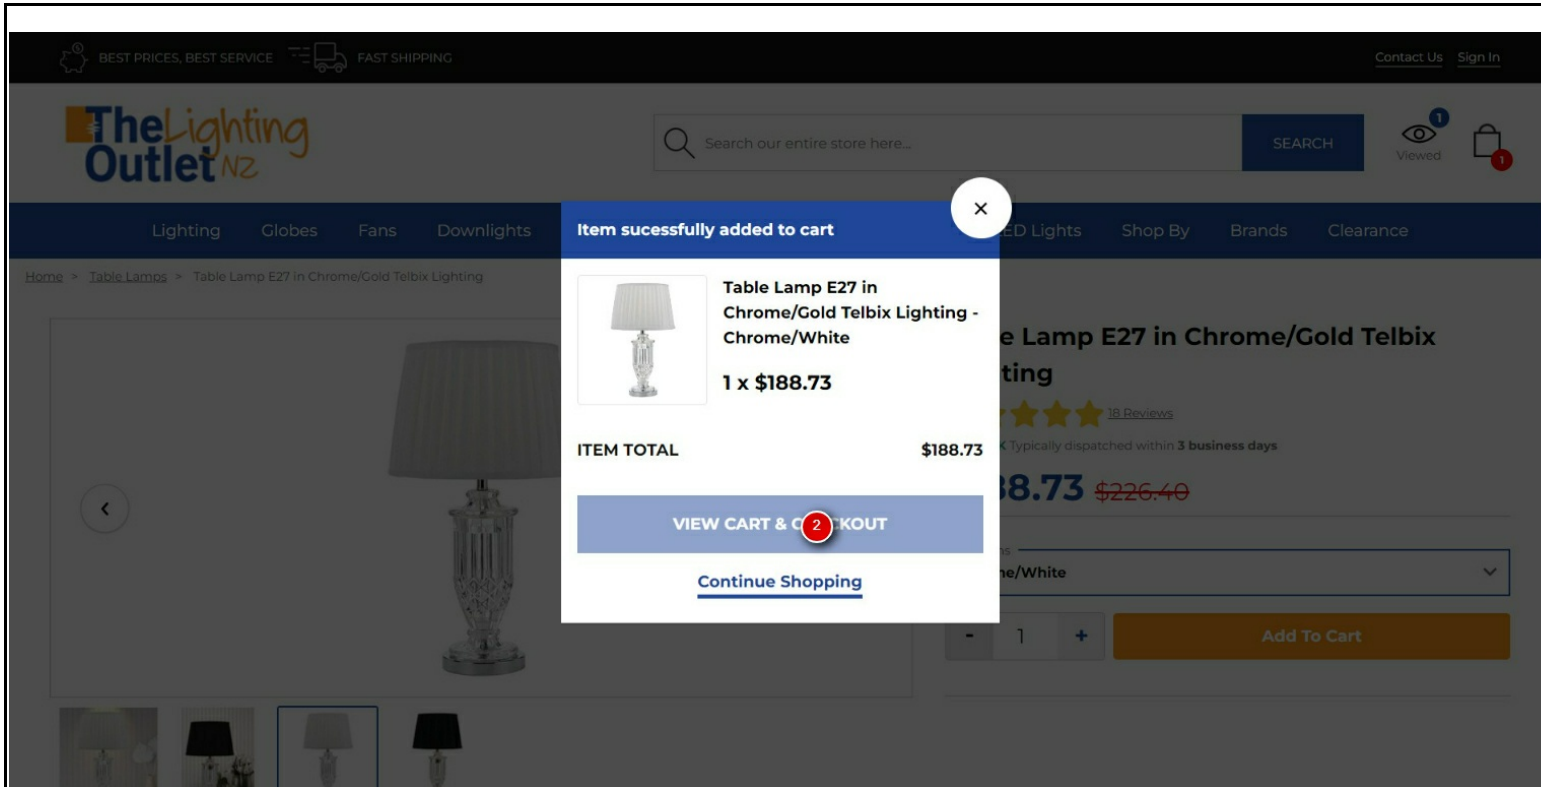 BEST PRICES, BEST SERVICE FAST SHIPPING
Contact Us Sign In
TheLighting
Outlet NZ
Search our entire store here...
SEARCH
1
Viewed
1
Lighting Globes Fans Downlights
ED Lights Shop By Brands Clearance
Home > Table Lamps > Table Lamp E27 in Chrome/Gold Telbix Lighting
Item sucessfully added to cart
×
Table Lamp E27 in
Chrome/Gold Telbix Lighting -
Chrome/White
1 x $188.73
ITEM TOTAL $188.73
VIEW CART & C 2 KOUT
Continue Shopping
e Lamp E27 in Chrome/Gold Telbix
ting
18 Reviews
Typically dispatched within 3 business days
8.73 $226.40
ne/White
- 1 +
Add To Cart